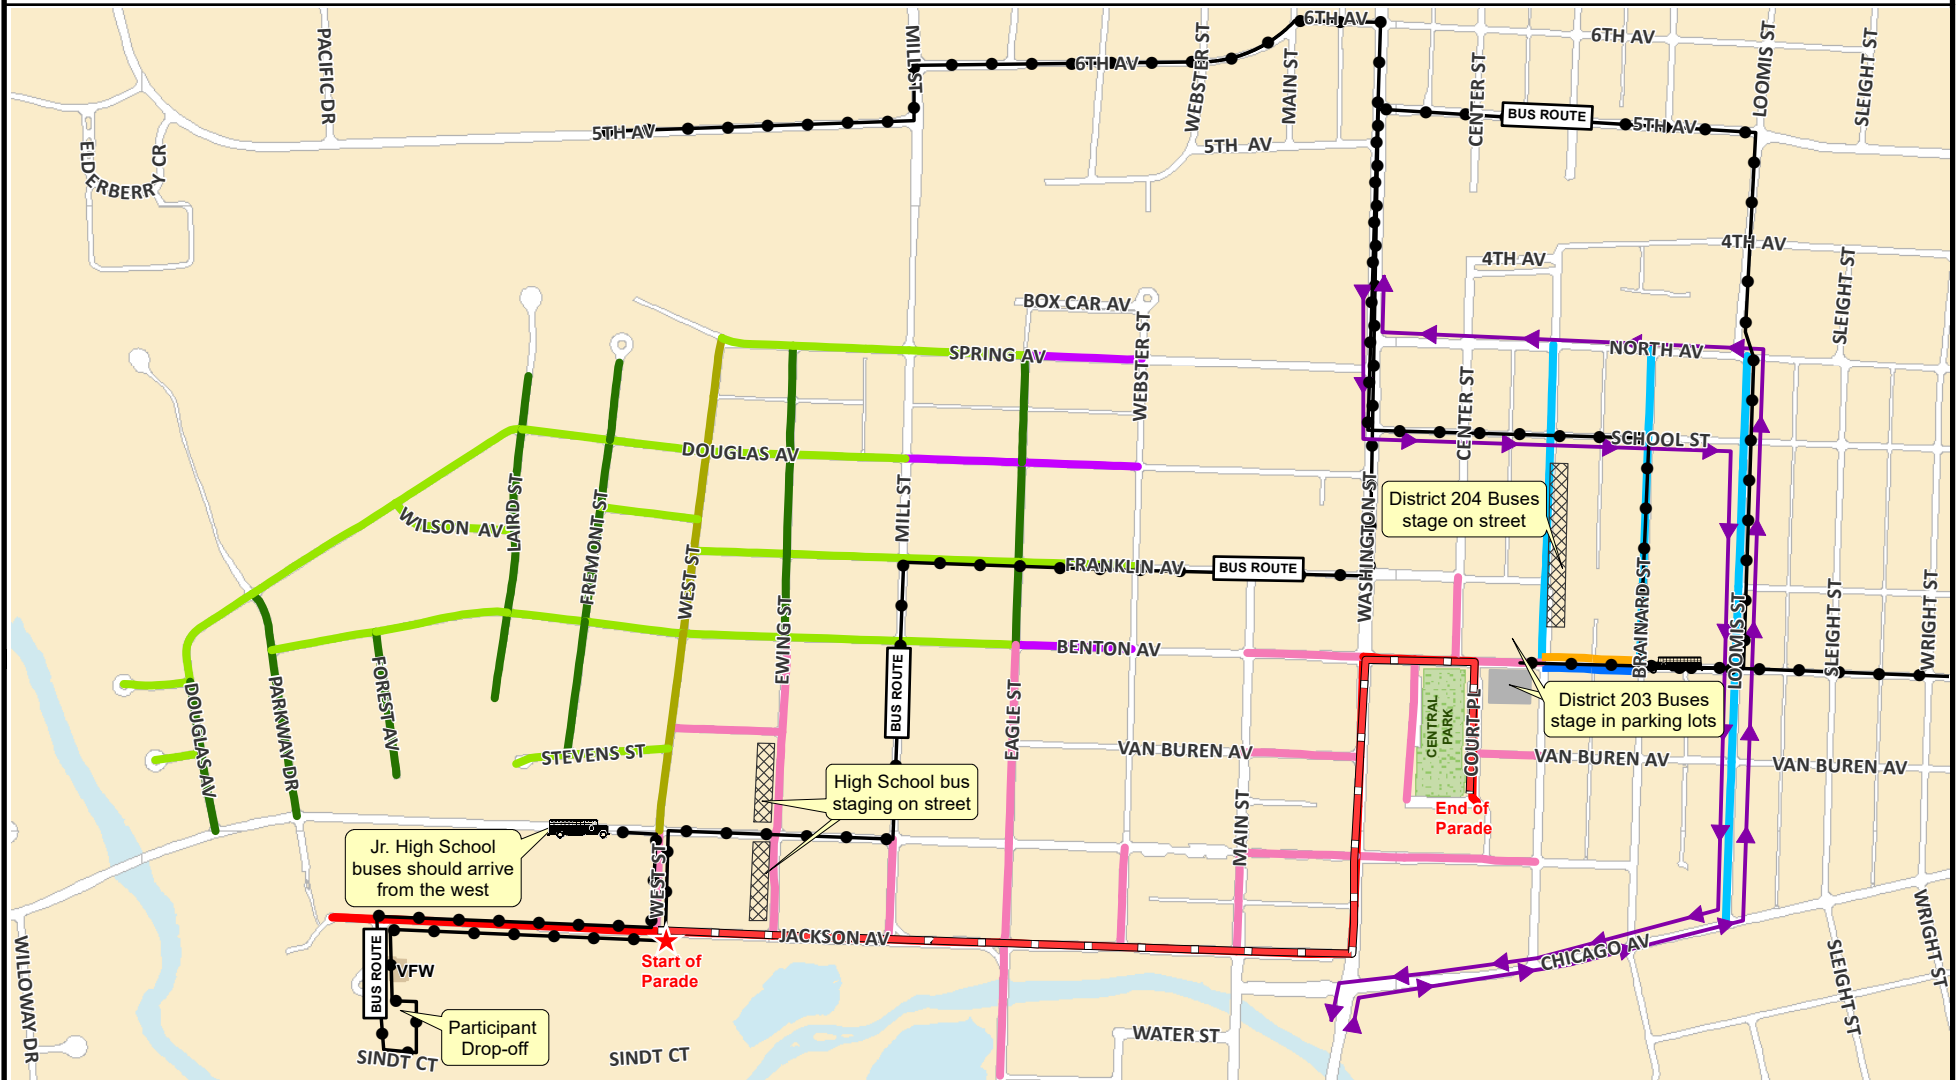 6TH AV
PACIFIC DR
MILL ST
6TH AV
WEBSTER ST
MAIN ST
CENTER ST
6TH AV
LOOMIS ST
SLEIGHT ST
5TH AV
BUS ROUTE
5TH AV
5TH AV
ELDERBERRY CR
4TH AV
4TH AV
SLEIGHT ST
BOX CAR AV
SPRING AV
WEBSTER ST
NORTH AV
CENTER ST
DOUGLAS AV
SCHOOL ST
WILSON AV
LAIRD ST
FREMONT ST
MILL ST
WASHINGTON ST
District 204 Buses
stage on street
WEST ST
FRANKLIN AV
BUS ROUTE
EWING ST
BRAINARD ST
LOOMIS ST
SLEIGHT ST
WRIGHT ST
BENTON AV
DOUGLAS AV
PARKWAY DR
FOREST AV
BUS ROUTE
EAGLE ST
CENTRAL
PARK
COURT PL
District 203 Buses
stage in parking lots
STEVENS ST
VAN BUREN AV
VAN BUREN AV
VAN BUREN AV
High School bus
staging on street
MAIN ST
End of
Parade
Jr. High School
buses should arrive
from the west
WEST ST
JACKSON AV
Start of
Parade
BUS ROUTE
VFW
CHICAGO AV
WRIGHT ST
SLEIGHT ST
WILLOWAY DR
Participant
Drop-off
SINDT CT
SINDT CT
WATER ST